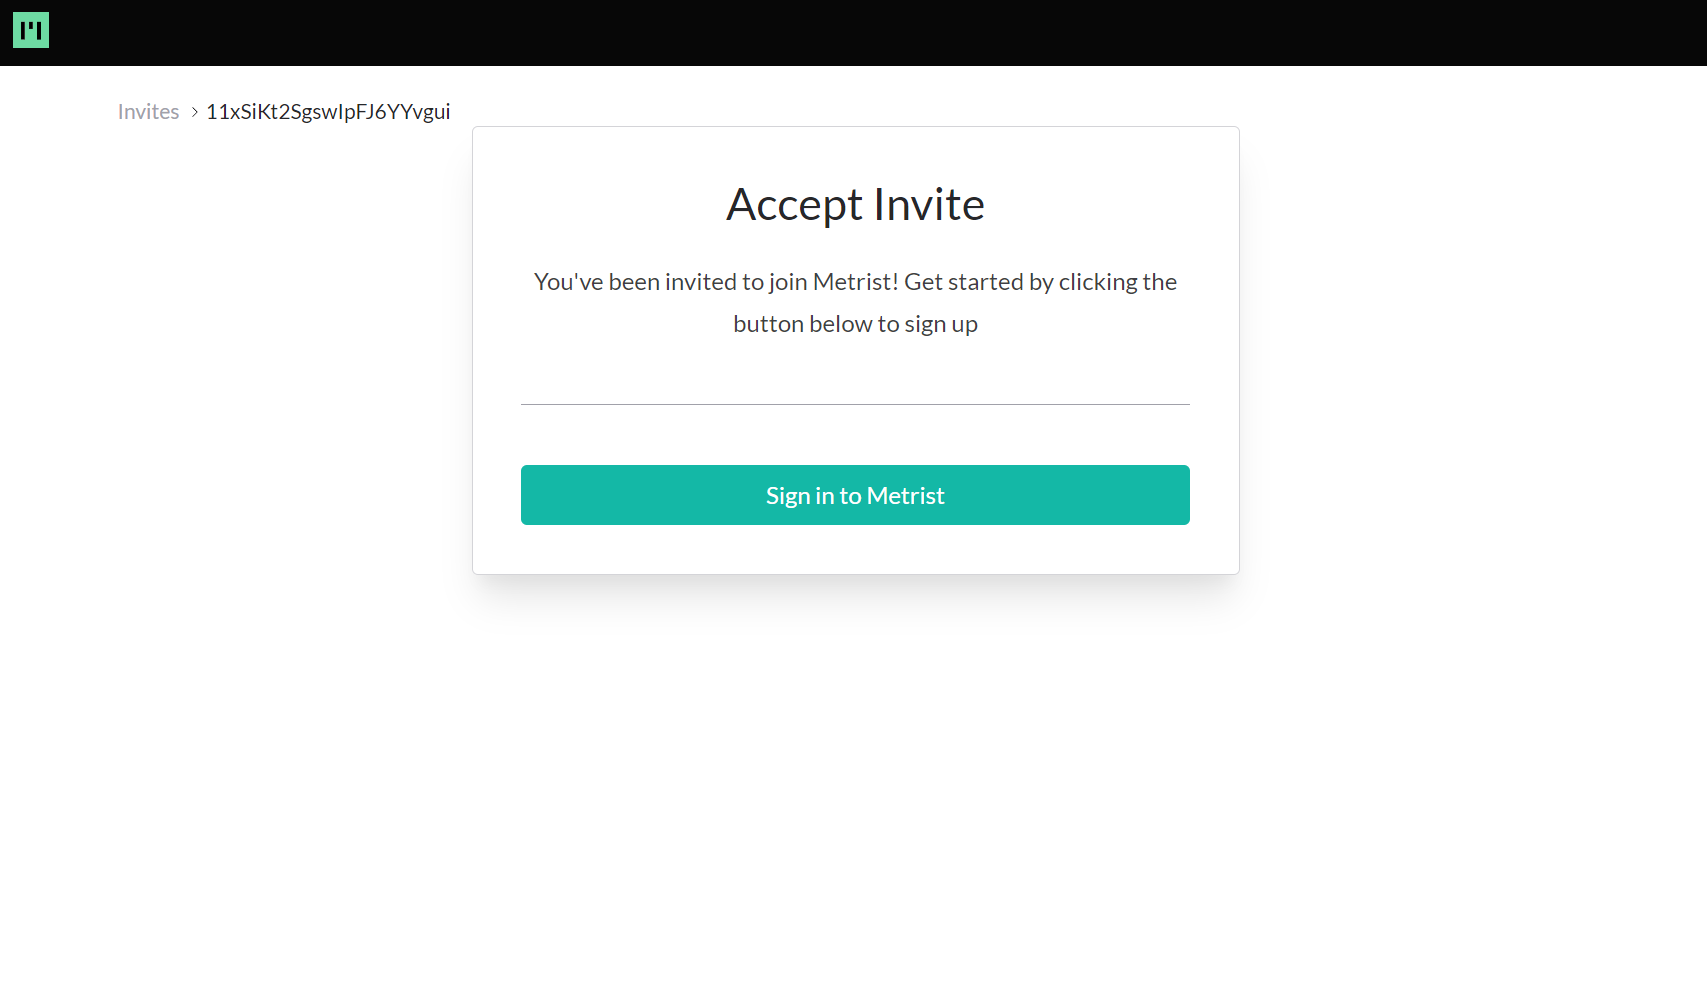 Invites > 11xSiKt2SgswIpFJ6YYvgui
Accept Invite
You've been invited to join Metrist! Get started by clicking the
button below to sign up
Sign in to Metrist